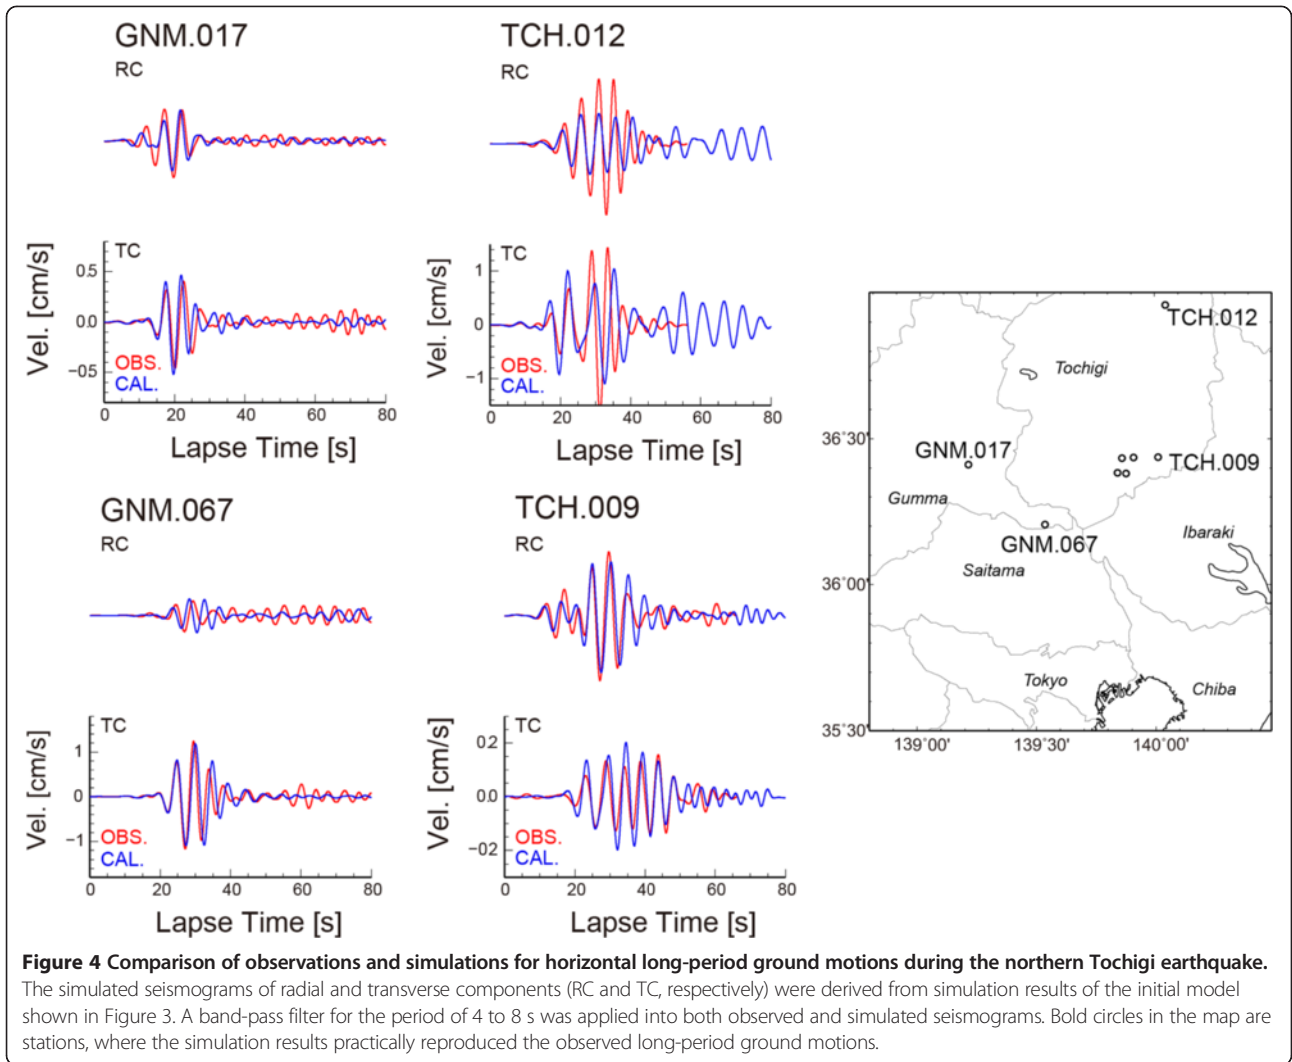 GNM.017
RC
TC
Vel. [cm/s]
0.5
0.0
−05
OBS.
CAL.
0 20 40 60 80
Lapse Time [s]
TCH.012
RC
TC
Vel. [cm/s]
1
0
−1
OBS.
CAL.
0 20 40 60 80
Lapse Time [s]
GNM.067
RC
TC
Vel. [cm/s]
1
0
−1
OBS.
CAL.
0 20 40 60 80
Lapse Time [s]
TCH.009
RC
TC
Vel. [cm/s]
02
0.0
−02
OBS.
CAL.
0 20 40 60 80
Lapse Time [s]
TCH.012
Tochigi
36˚30'
GNM.017
TCH.009
Gumma
Ibaraki
GNM.067
Saitama
36˚00'
Tokyo
Chiba
35˚30'
139˚00' 139˚30' 140˚00'
Figure 4 Comparison of observations and simulations for horizontal long-period ground motions during the northern Tochigi earthquake.
The simulated seismograms of radial and transverse components (RC and TC, respectively) were derived from simulation results of the initial model
shown in Figure 3. A band-pass filter for the period of 4 to 8 s was applied into both observed and simulated seismograms. Bold circles in the map are
stations, where the simulation results practically reproduced the observed long-period ground motions.